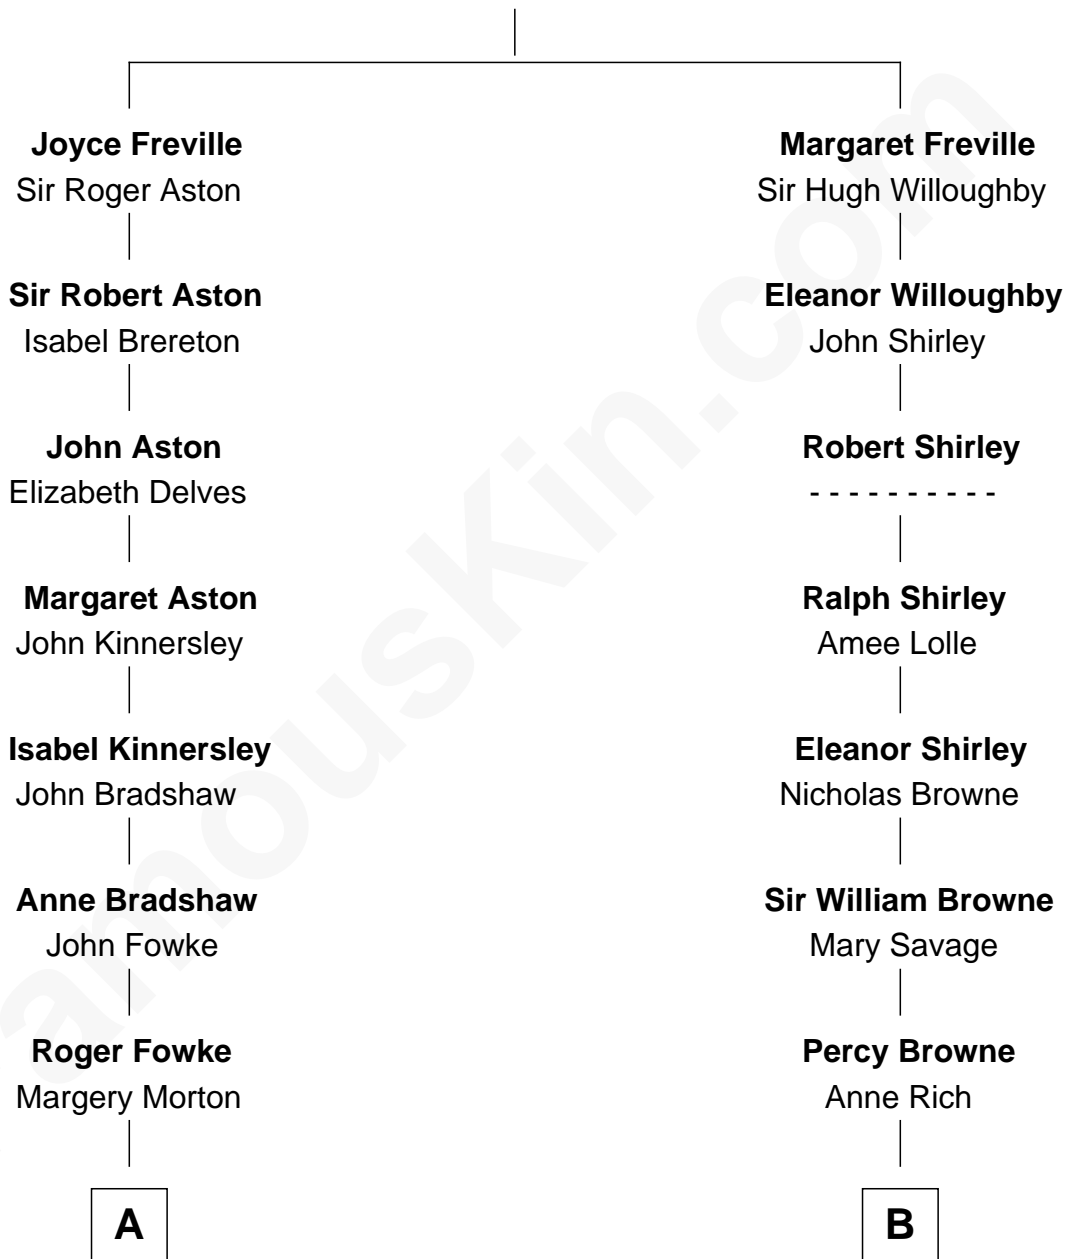 Joyce Freville
Sir Roger Aston
Sir Robert Aston
Isabel Brereton
John Aston
Elizabeth Delves
Margaret Aston
John Kinnersley
Isabel Kinnersley
John Bradshaw
Anne Bradshaw
John Fowke
Roger Fowke
Margery Morton
A
Margaret Freville
Sir Hugh Willoughby
Eleanor Willoughby
John Shirley
Robert Shirley
- - - - - - - - - -
Ralph Shirley
Amee Lolle
Eleanor Shirley
Nicholas Browne
Sir William Browne
Mary Savage
Percy Browne
Anne Rich
B
amousKin.com